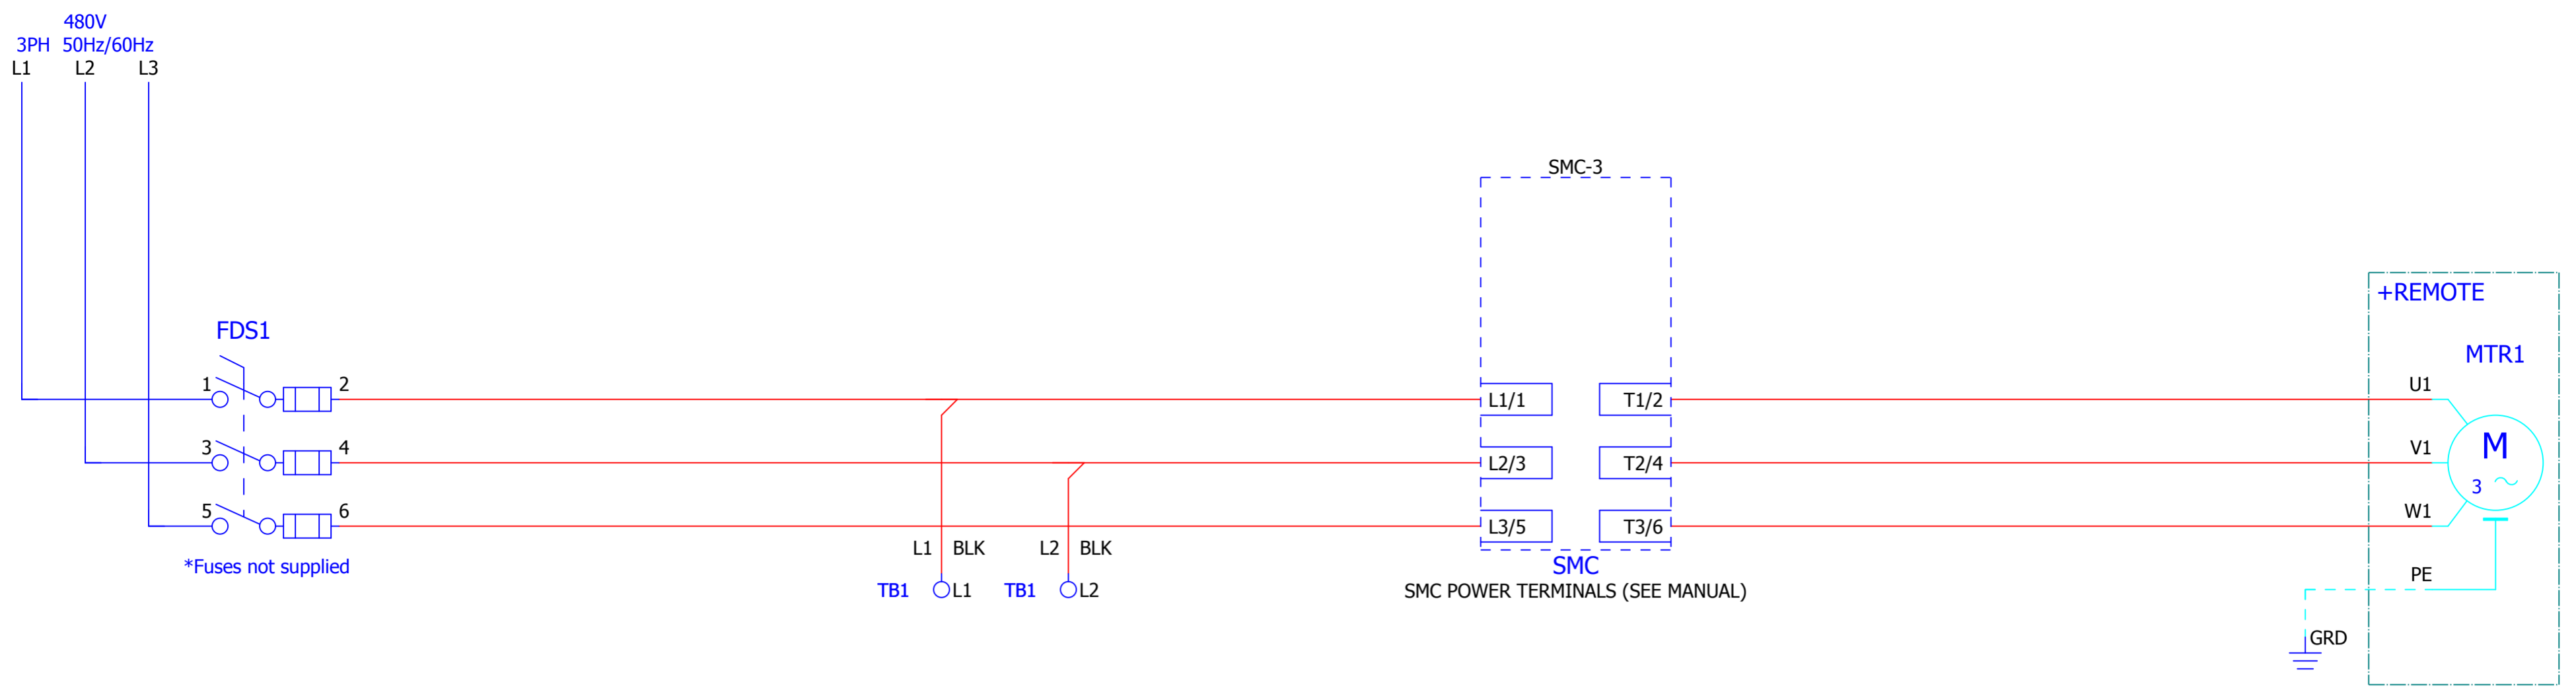 480V
3PH 50Hz/60Hz
L1 L2 L3
SMC-3
+REMOTE
FDS1
MTR1
1 2
U1
L1/1 T1/2
3 4
V1
M
L2/3 T2/4
3
5 6
W1
L3/5 T3/6
L1 BLK L2 BLK
*Fuses not supplied
SMC
PE
TB1 L1 TB1 L2
SMC POWER TERMINALS (SEE MANUAL)
GRD